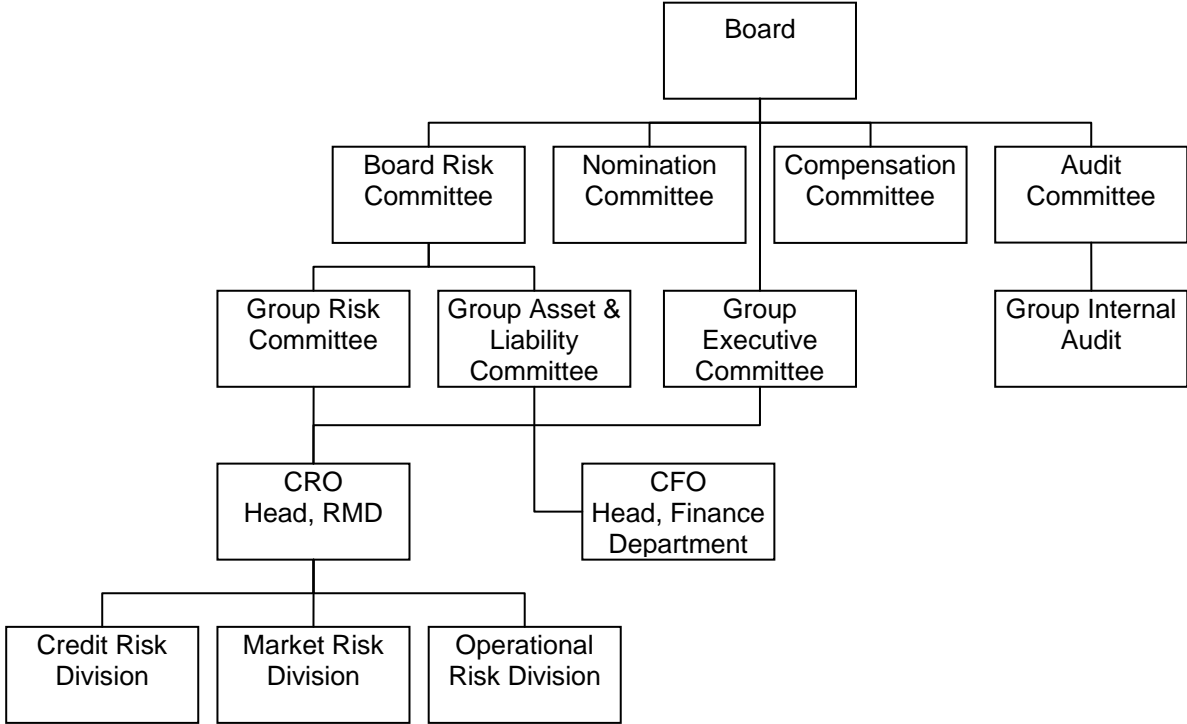 Board
Board Risk
Committee
Nomination
Committee
Compensation
Committee
Audit
Committee
Group Risk
Committee
Group Asset &
Liability
Committee
Group
Executive
Committee
Group Internal
Audit
CRO
Head, RMD
CFO
Head, Finance
Department
Credit Risk
Division
Market Risk
Division
Operational
Risk Division